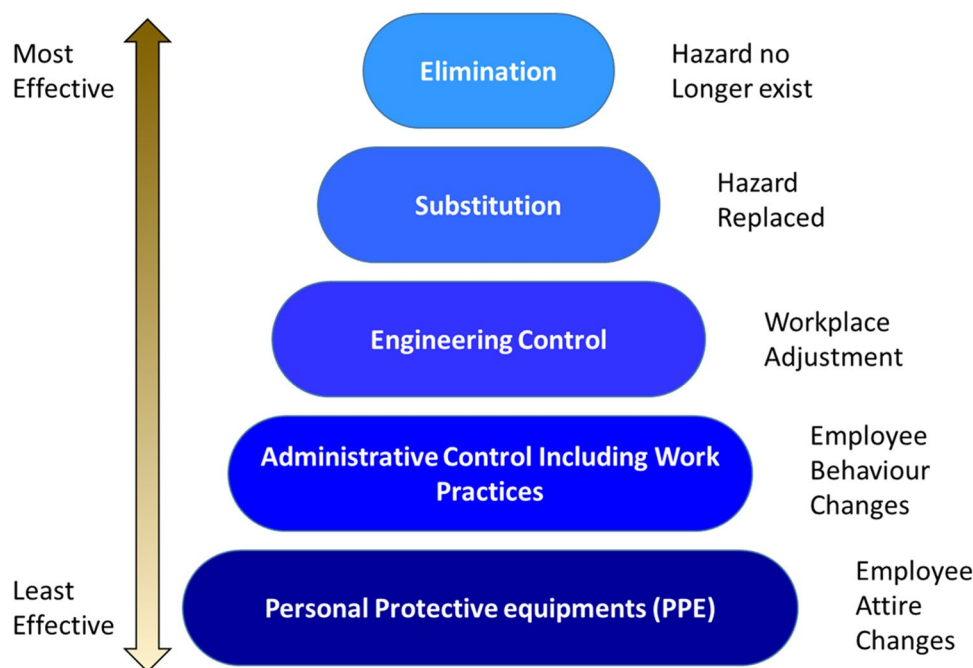 Most
Effective
Elimination
Hazard no
Longer exist
Substitution
Hazard
Replaced
Engineering Control
Workplace
Adjustment
Administrative Control Including Work
Practices
Employee
Behaviour
Changes
Least
Effective
Personal Protective equipments (PPE)
Employee
Attire
Changes